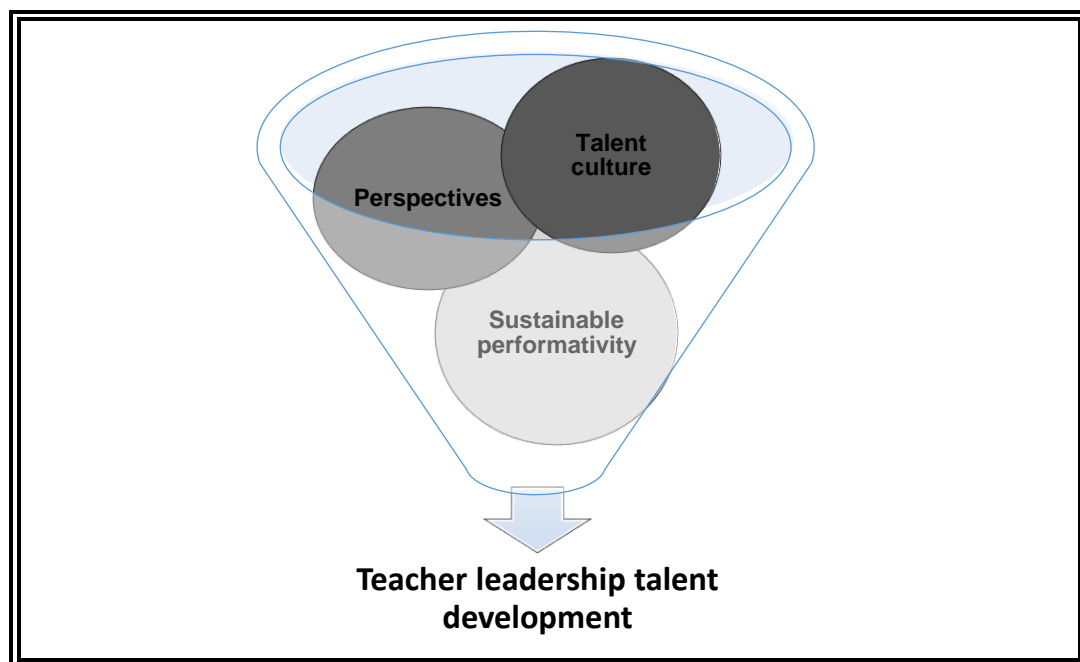 Talent
culture
Perspectives
Sustainable
performativity
Teacher leadership talent
development